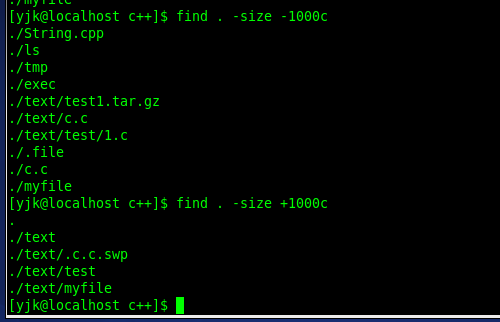 ./myfile
[yjk@localhost c++]$ find . -size -1000c
./String.cpp
./ls
./tmp
./exec
./text/test1.tar.gz
./text/c.c
./text/test/1.c
./.file
./c.c
./myfile
[yjk@localhost c++]$ find . -size +1000c
.
./text
./text/.c.c.swp
./text/test
./text/myfile
[yjk@localhost c++]$